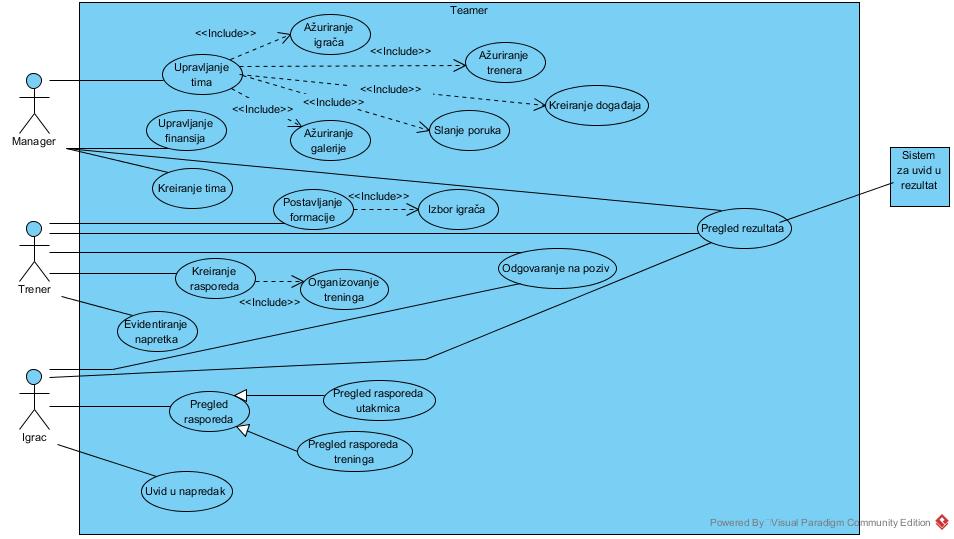 Teamer
Ažuriranje
igrača
<<Include>>
<<Include>>
Ažuriranje
trenera
Upravljanje
tima
<<Include>>
Kreiranje događaja
<<Include>>
<<Include>>
Manager
Upravljanje
finansija
Ažuriranje
galerije
Slanje poruka
Sistem
za uvid u
rezultat
Kreiranje tima
Postavljanje
formacije
<<Include>>
Izbor igrača
Pregled rezultata
Trener
Kreiranje
rasporeda
<<Include>>
Organizovanje
treninga
Odgovaranje na poziv
Evidentiranje
napretka
Igrac
Pregled
rasporeda
Pregled rasporeda
utakmica
Pregled rasporeda
treninga
Uvid u napredak
Powered By Visual Paradigm Community Edition